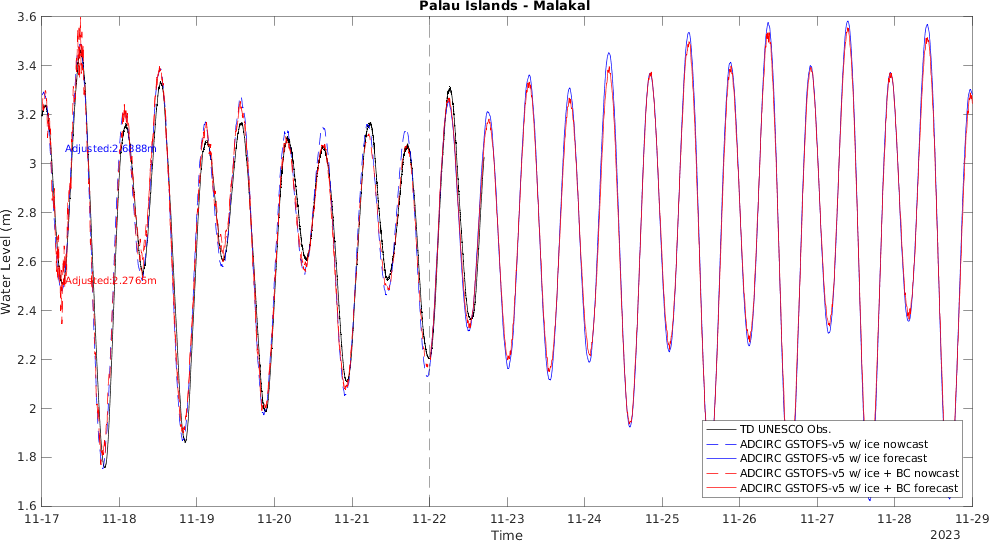 Palau Islands - Malakal
3.6
3.4
3.2
3
2.8
2.6
2.4
2.2
2
1.8
1.6
Water Level (m)
Adjusted:2.6888m
Adjusted:2.2765m
TD UNESCO Obs.
ADCIRC GSTOFS-v5 w/ ice nowcast
ADCIRC GSTOFS-v5 w/ ice forecast
ADCIRC GSTOFS-v5 w/ ice + BC nowcast
ADCIRC GSTOFS-v5 w/ ice + BC forecast
11-17 11-18 11-19 11-20 11-21 11-22 11-23 11-24 11-25 11-26 11-27 11-28 11-29
Time
2023